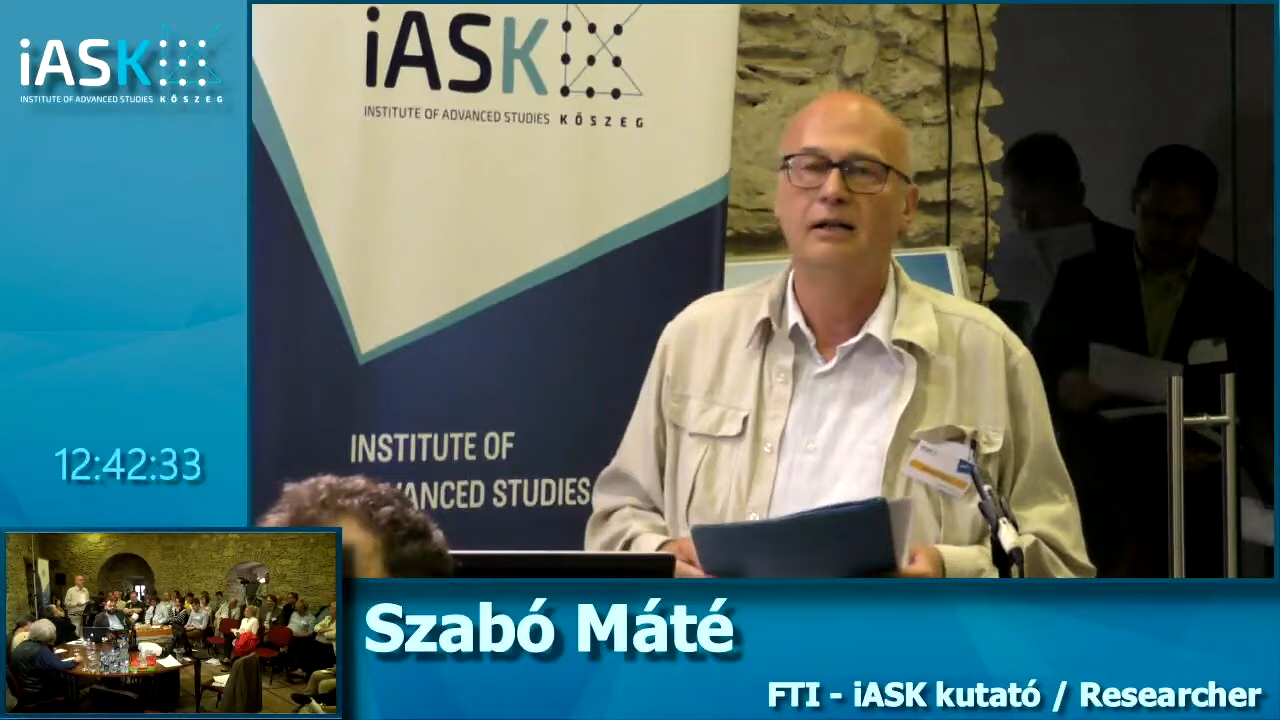 iASK
INSTITUTE OF ADVANCED STUDIES KŐSZEG
iASK
INSTITUTE OF ADVANCED STUDIES KŐSZEG
INSTITUTE OF
VANCED STUDIES
12:42:33
Szabó Máté
FTI - iASK kutató / Researcher